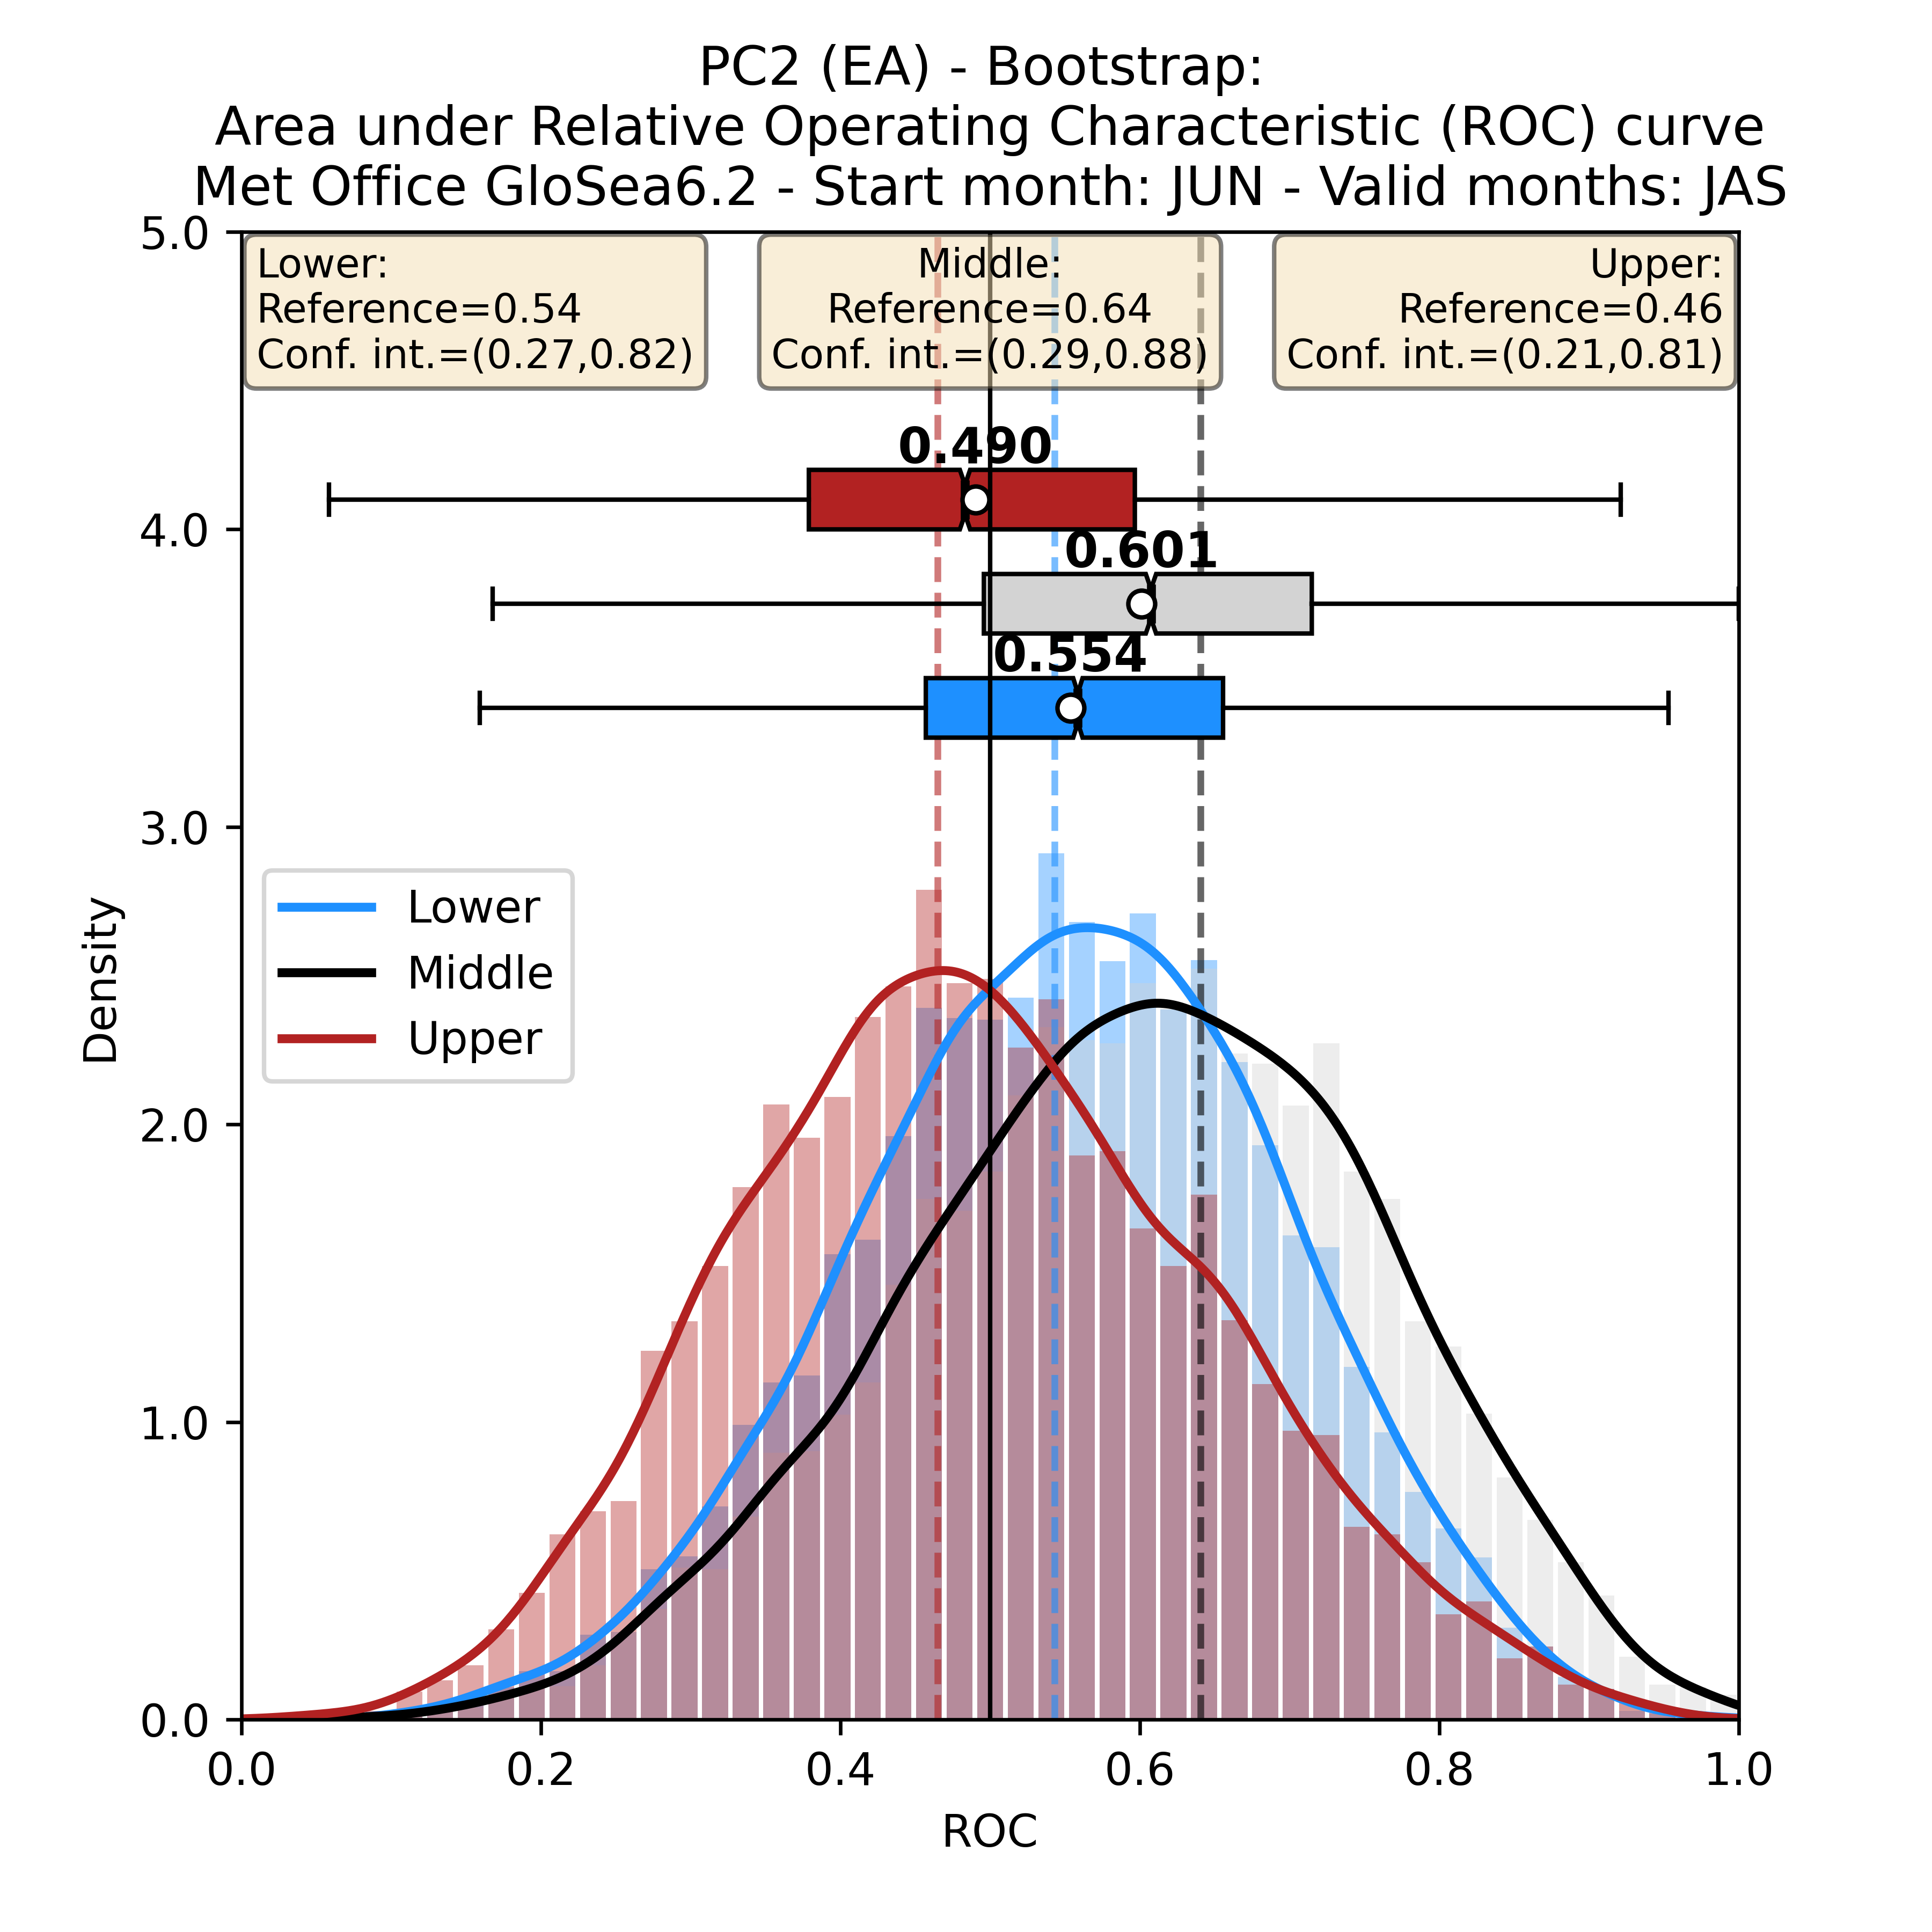 PC2 (EA) - Bootstrap:
Area under Relative Operating Characteristic (ROC) curve
Met Office GloSea6.2 - Start month: JUN - Valid months: JAS
Lower:
Reference=0.54
Conf. int.=(0.27,0.82)
Middle:
Reference=0.64
Conf. int.=(0.29,0.88)
Upper:
Reference=0.46
Conf. int.=(0.21,0.81)
0.490
0.601
0.554
5.0
4.0
3.0
2.0
1.0
0.0
Density
Lower
Middle
Upper
0.0
0.2
0.4
0.6
0.8
1.0
ROC